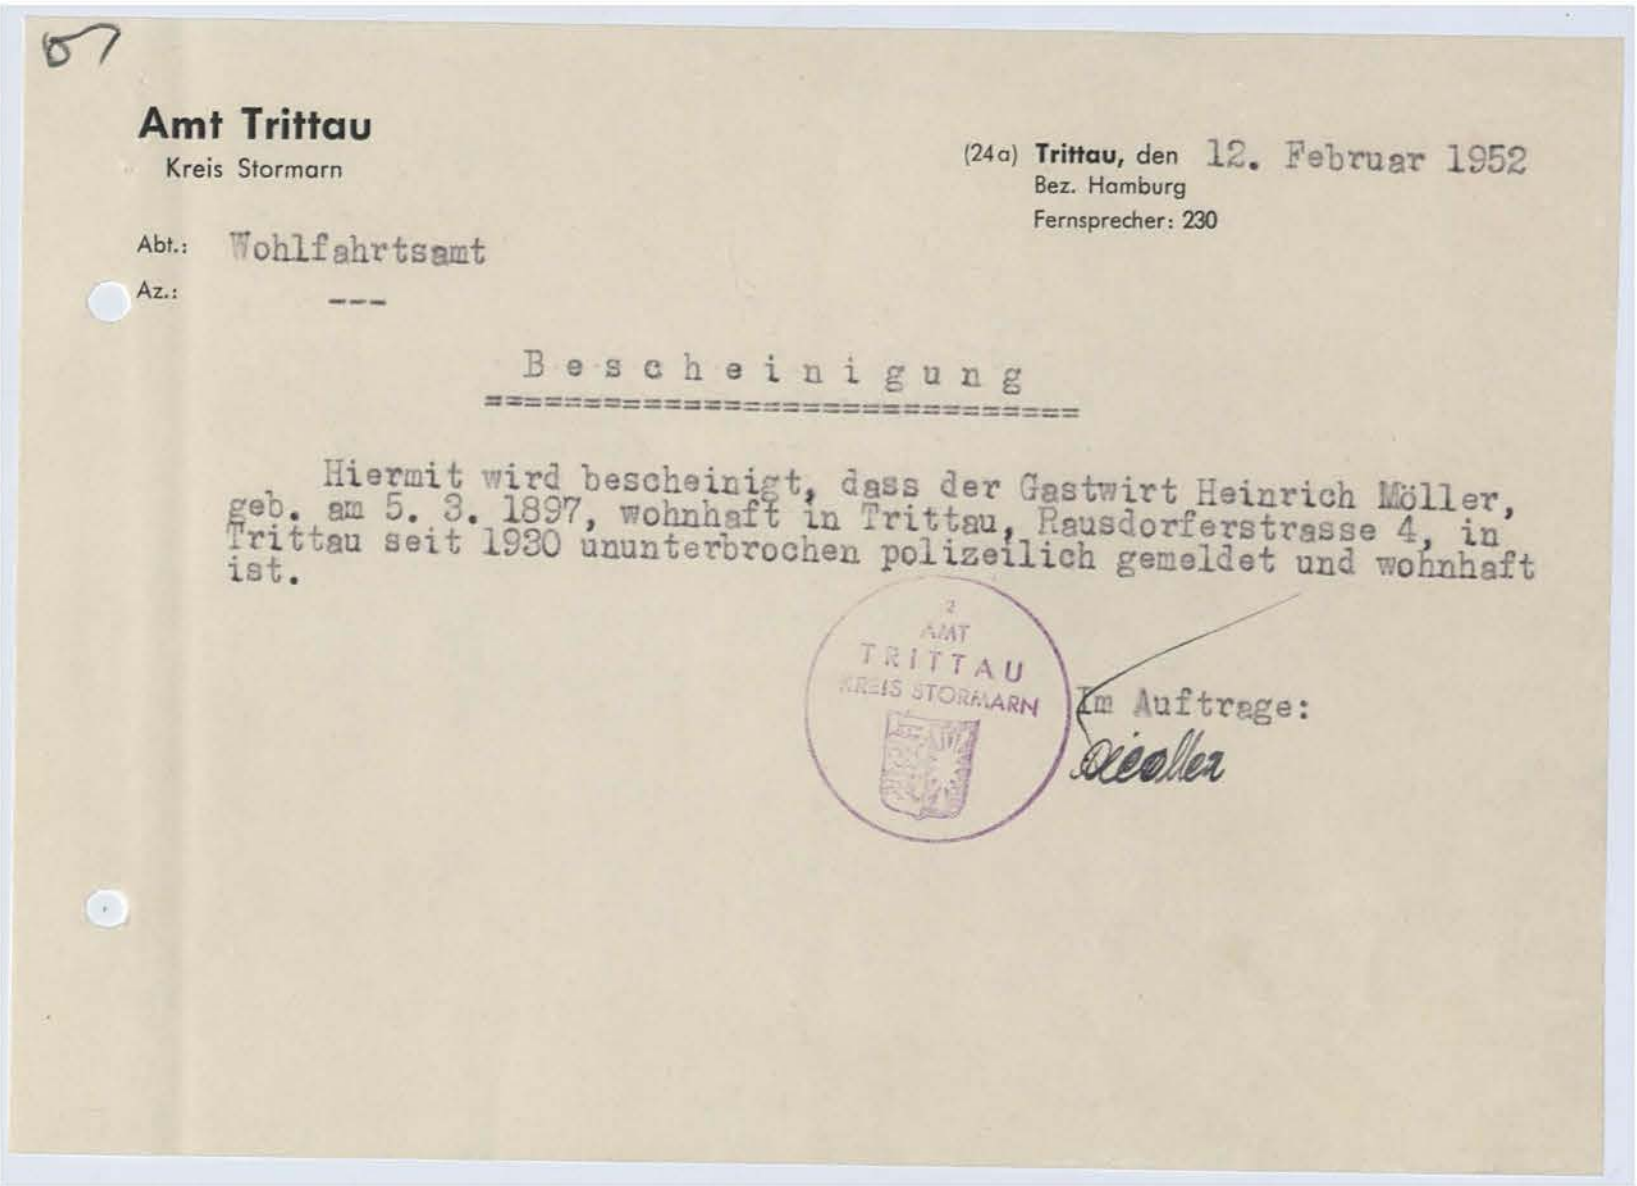 Amt Trittau
Kreis Stormarn
(24a) Trittau, den 12. Februar 1952
Bez. Hamburg
Fernsprecher: 230
Abt.: Wohlfahrtsamt
Az.: ---
Bescheinigung
==============================
Hiermit wird bescheinigt, dass der Gastwirt Heinrich Möller,
geb. am 5. 3. 1897, wohnhaft in Trittau, Rausdorferstrasse 4, in
Trittau seit 1930 ununterbrochen polizeilich gemeldet und wohnhaft
ist.
2
AMT
TRITTAU
KREIS STORMARN
Im Auftrage: